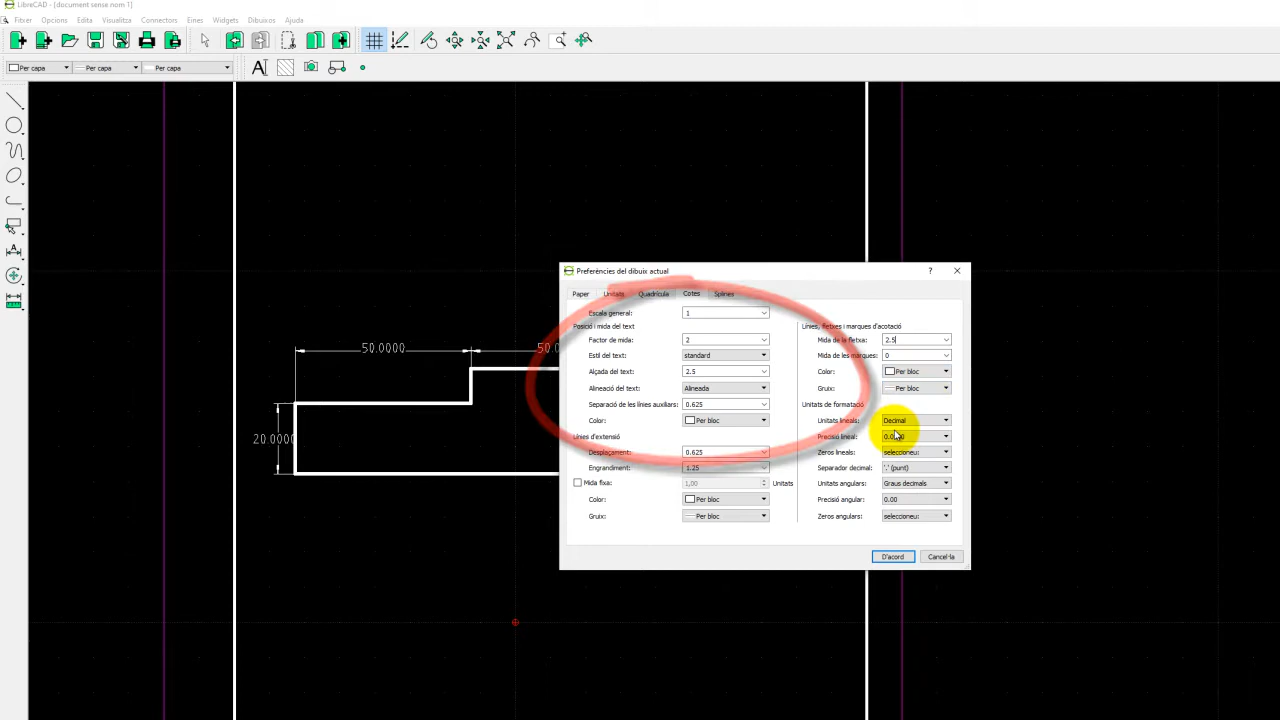 LibreCAD - [document sense nom 1]
Fitxer Opcions Edita Visualitza Connectors Eines Widgets Dibuixos Ajuda
Per capa Per capa Per capa
50.0000
20.0000
Preferències del dibuix actual
Paper Unitats Quadrícula Cotes Splines
Escala general: 1
Posició i mida del text
Factor de mida: 2
Estil del text: standard
Alçada del text: 2.5
Alineació del text: Alineada
Separació de les línies auxiliars: 0.625
Color: Per bloc
Línies d'extensió
Desplaçament: 0.625
Engrandiment: 1.25
Mida fixa: 1,00 Unitats
Color: Per bloc
Gruix: Per bloc
Línies, fletxes i marques d'acotació
Mida de la fletxa: 2.5
Mida de les marques: 0
Color: Per bloc
Gruix: Per bloc
Unitats de formatació
Unitats lineals: Decimal
Precisió lineal:
Zeros lineals: seleccioneu:
Separador decimal: '.' (punt)
Unitats angulars: Graus decimals
Precisió angular: 0.00
Zeros angulars: seleccioneu:
D'acord Cancel·la